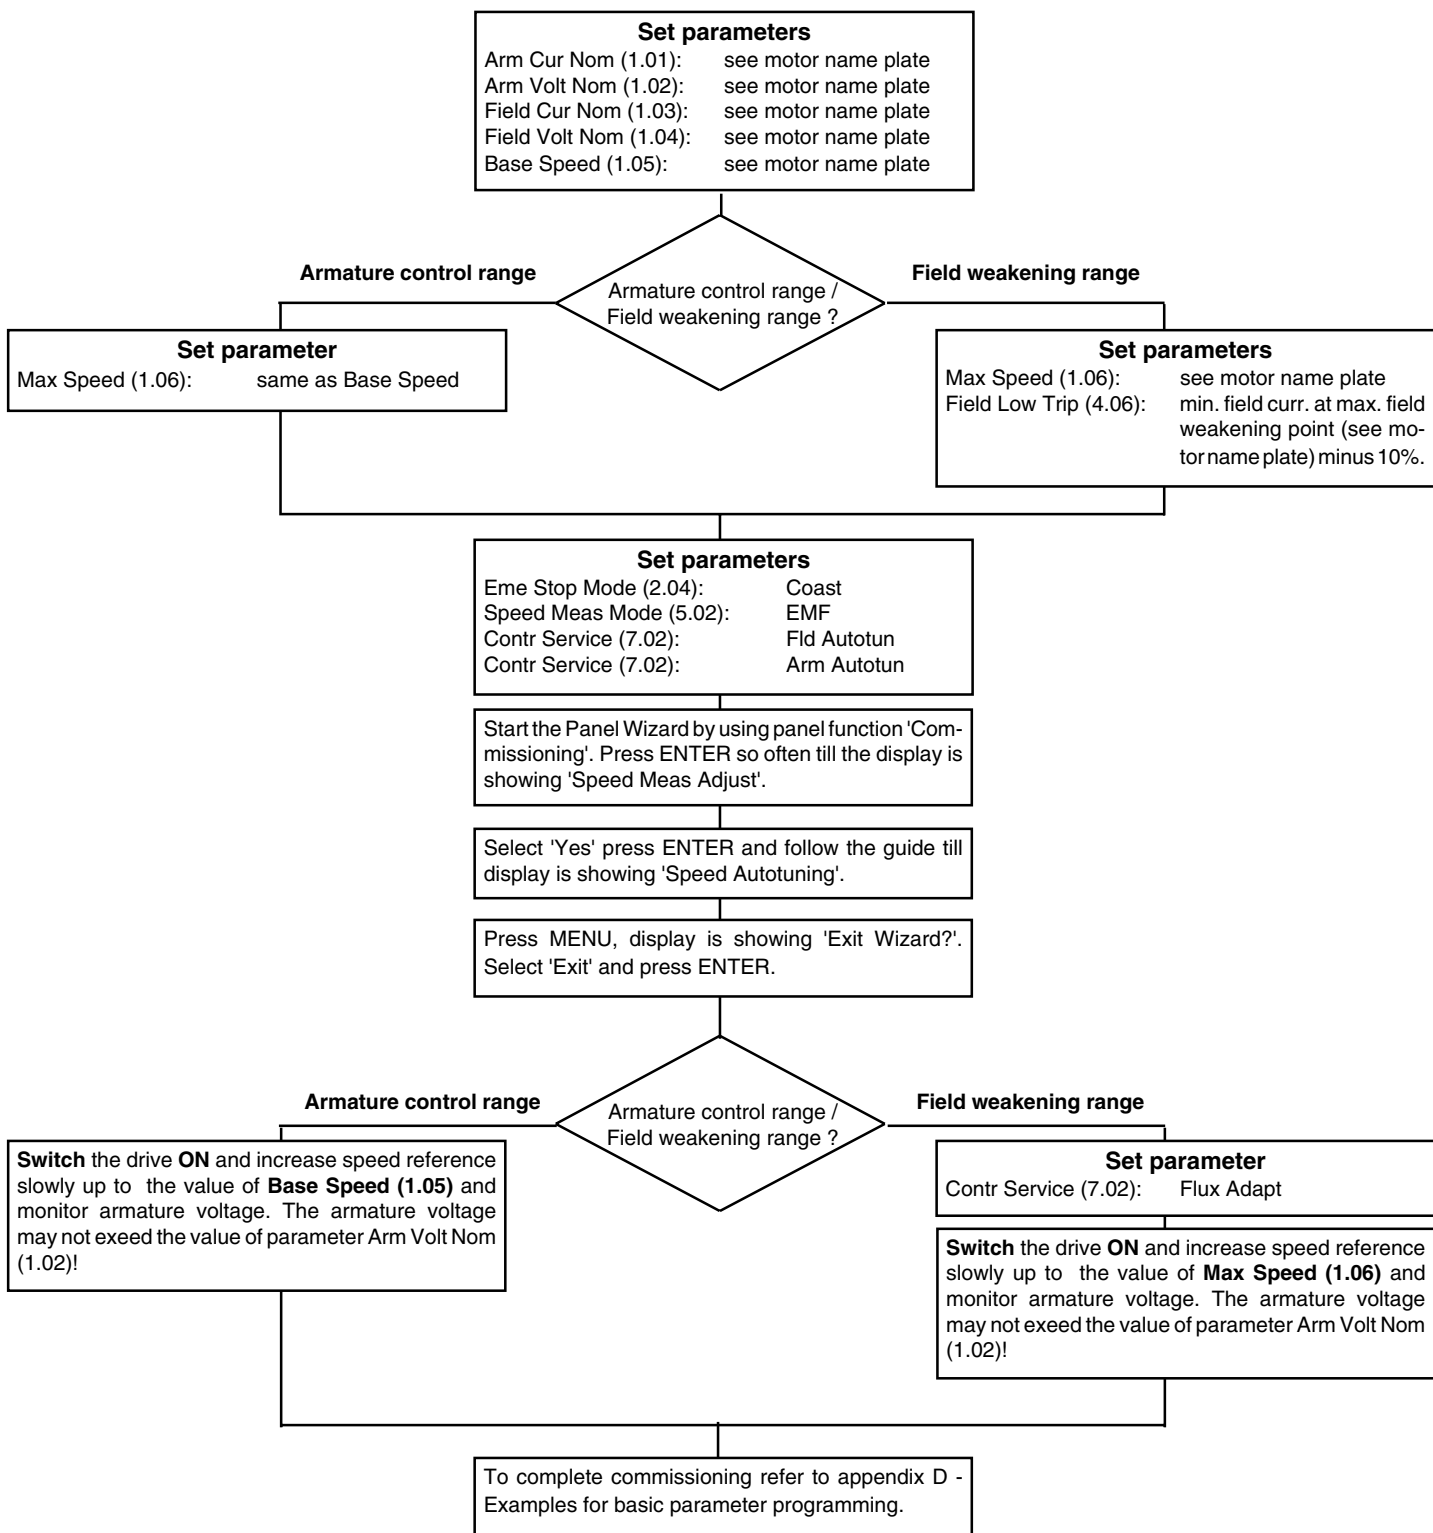 Set parameters
Arm Cur Nom (1.01): see motor name plate
Arm Volt Nom (1.02): see motor name plate
Field Cur Nom (1.03): see motor name plate
Field Volt Nom (1.04): see motor name plate
Base Speed (1.05): see motor name plate
Armature control range
Armature control range /
Field weakening range ?
Field weakening range
Set parameter
Max Speed (1.06): same as Base Speed
Set parameters
Max Speed (1.06): see motor name plate
Field Low Trip (4.06): min. field curr. at max. field
weakening point (see mo-
tor name plate) minus 10%.
Set parameters
Eme Stop Mode (2.04): Coast
Speed Meas Mode (5.02): EMF
Contr Service (7.02): Fld Autotun
Contr Service (7.02): Arm Autotun
Start the Panel Wizard by using panel function 'Com-
missioning'. Press ENTER so often till the display is
showing 'Speed Meas Adjust'.
Select 'Yes' press ENTER and follow the guide till
display is showing 'Speed Autotuning'.
Press MENU, display is showing 'Exit Wizard?'.
Select 'Exit' and press ENTER.
Armature control range
Armature control range /
Field weakening range ?
Field weakening range
Switch the drive ON and increase speed reference
slowly up to the value of Base Speed (1.05) and
monitor armature voltage. The armature voltage
may not exeed the value of parameter Arm Volt Nom
(1.02)!
Set parameter
Contr Service (7.02): Flux Adapt
Switch the drive ON and increase speed reference
slowly up to the value of Max Speed (1.06) and
monitor armature voltage. The armature voltage
may not exeed the value of parameter Arm Volt Nom
(1.02)!
To complete commissioning refer to appendix D -
Examples for basic parameter programming.